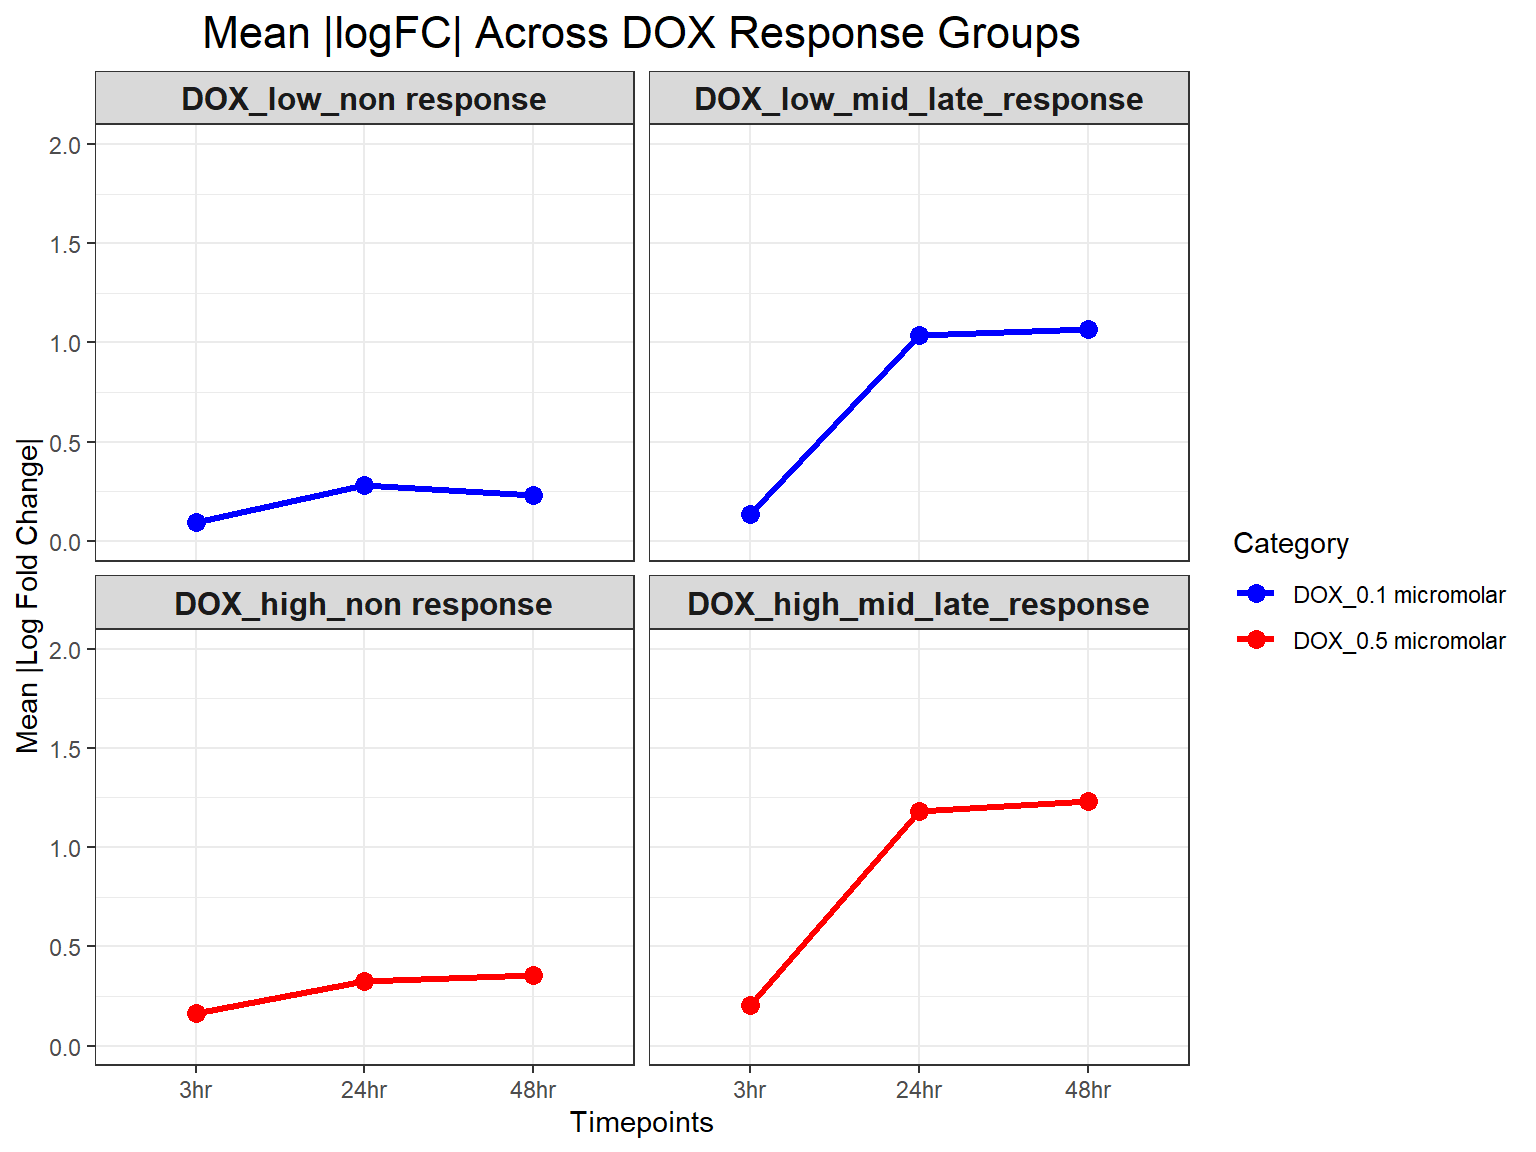 Mean |logFC| Across DOX Response Groups
DOX_low_non response
DOX_low_mid_late_response
2.0
1.5
1.0
0.5
0.0
DOX_high_non response
DOX_high_mid_late_response
2.0
1.5
1.0
0.5
0.0
3hr 24hr 48hr
3hr 24hr 48hr
Timepoints
Mean |Log Fold Change|
Category
DOX_0.1 micromolar
DOX_0.5 micromolar